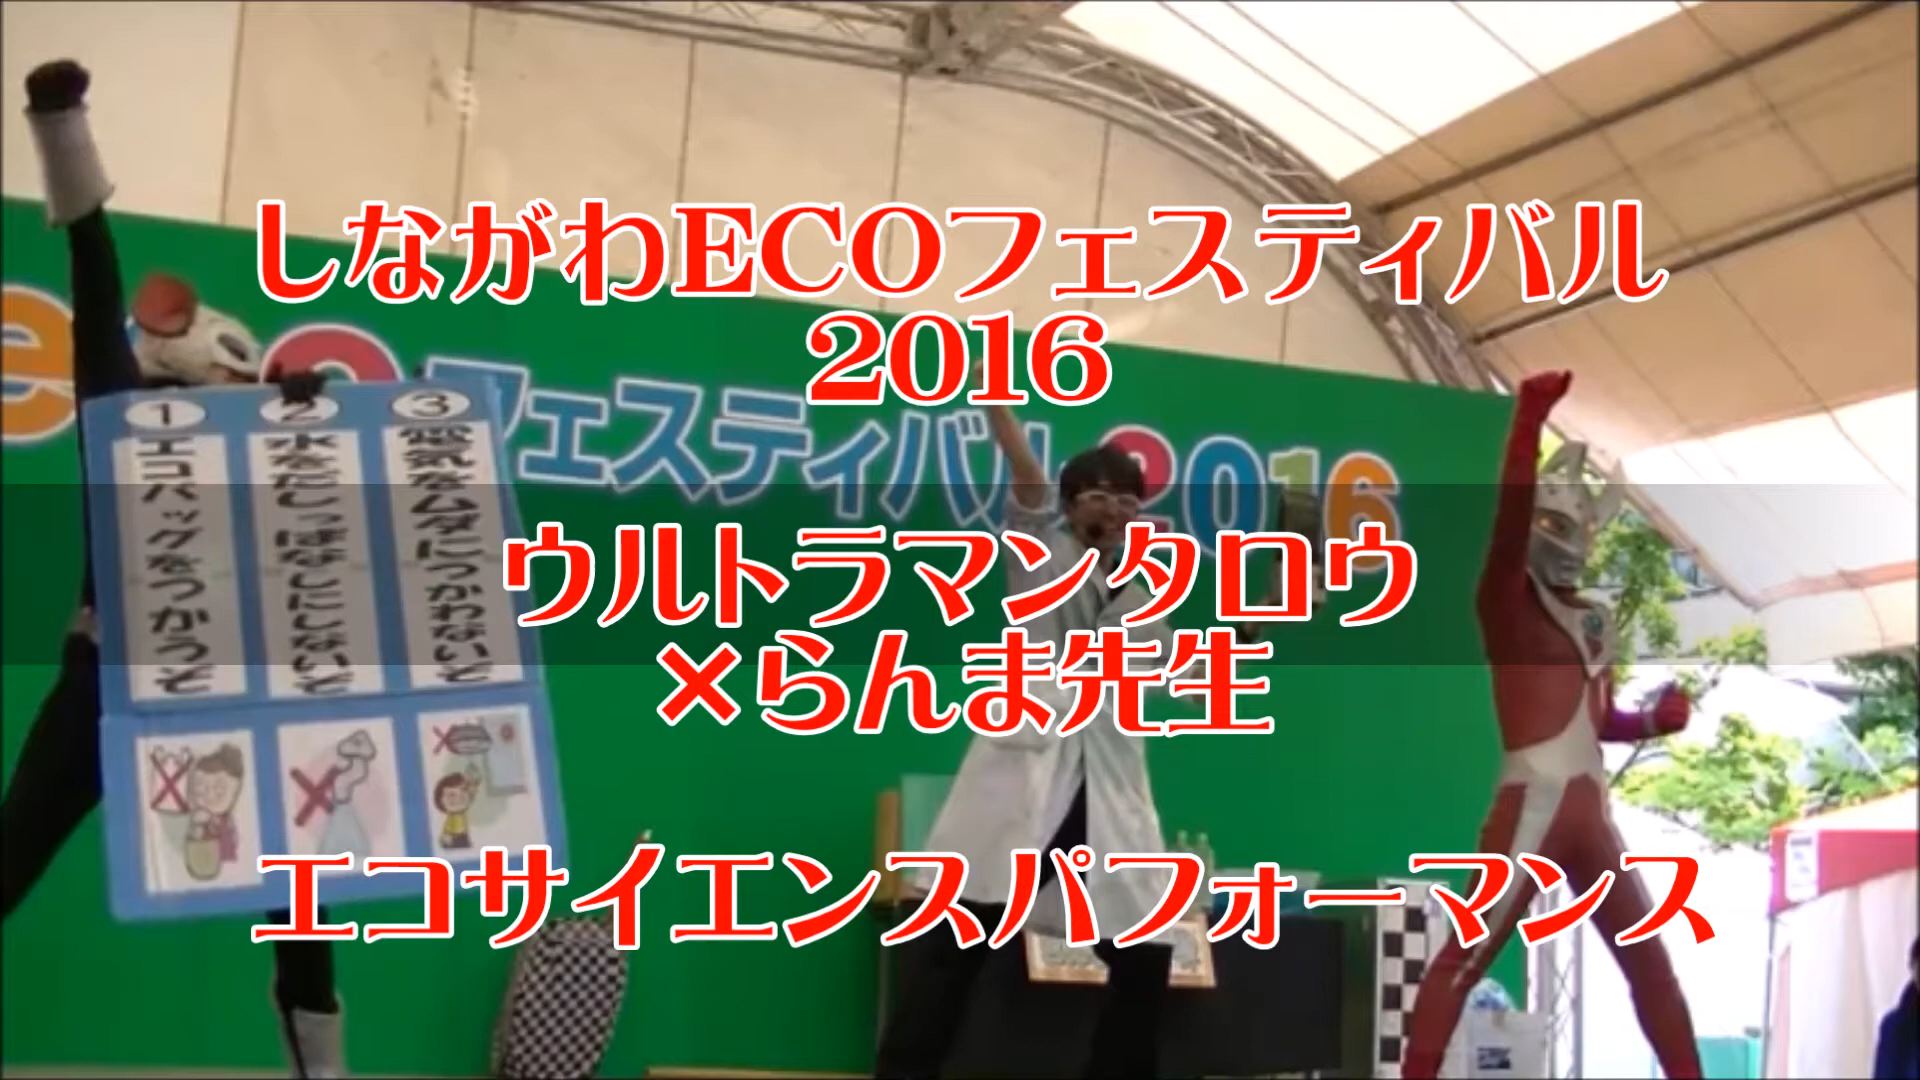 しながわECOフェスティバル
2016
フェスティバル2016
① ② ③
エコバッグをつかうぞ
水をだしっぱなしにしないぞ
電気をムダにつかわないぞ
ウルトラマンタロウ
×らんま先生
エコサイエンスパフォーマンス